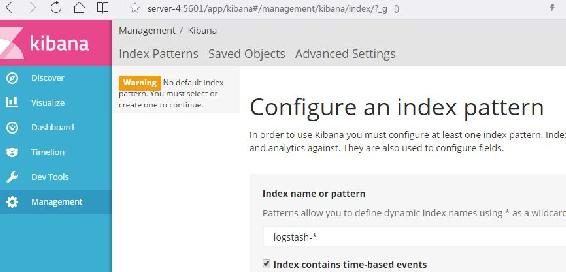 server-4:5601/app/kibana#/management/kibana/index/?_g
kibana
Discover
Visualize
Dashboard
Timelion
Dev Tools
Management
Management / Kibana
Index Patterns Saved Objects Advanced Settings
Warning No default index
pattern. You must select or
create one to continue.
Configure an index pattern
In order to use Kibana you must configure at least one index pattern. Inde
and analytics against. They are also used to configure fields.
Index name or pattern
Patterns allow you to define dynamic index names using * as a wildcard
logstash-*
Index contains time-based events